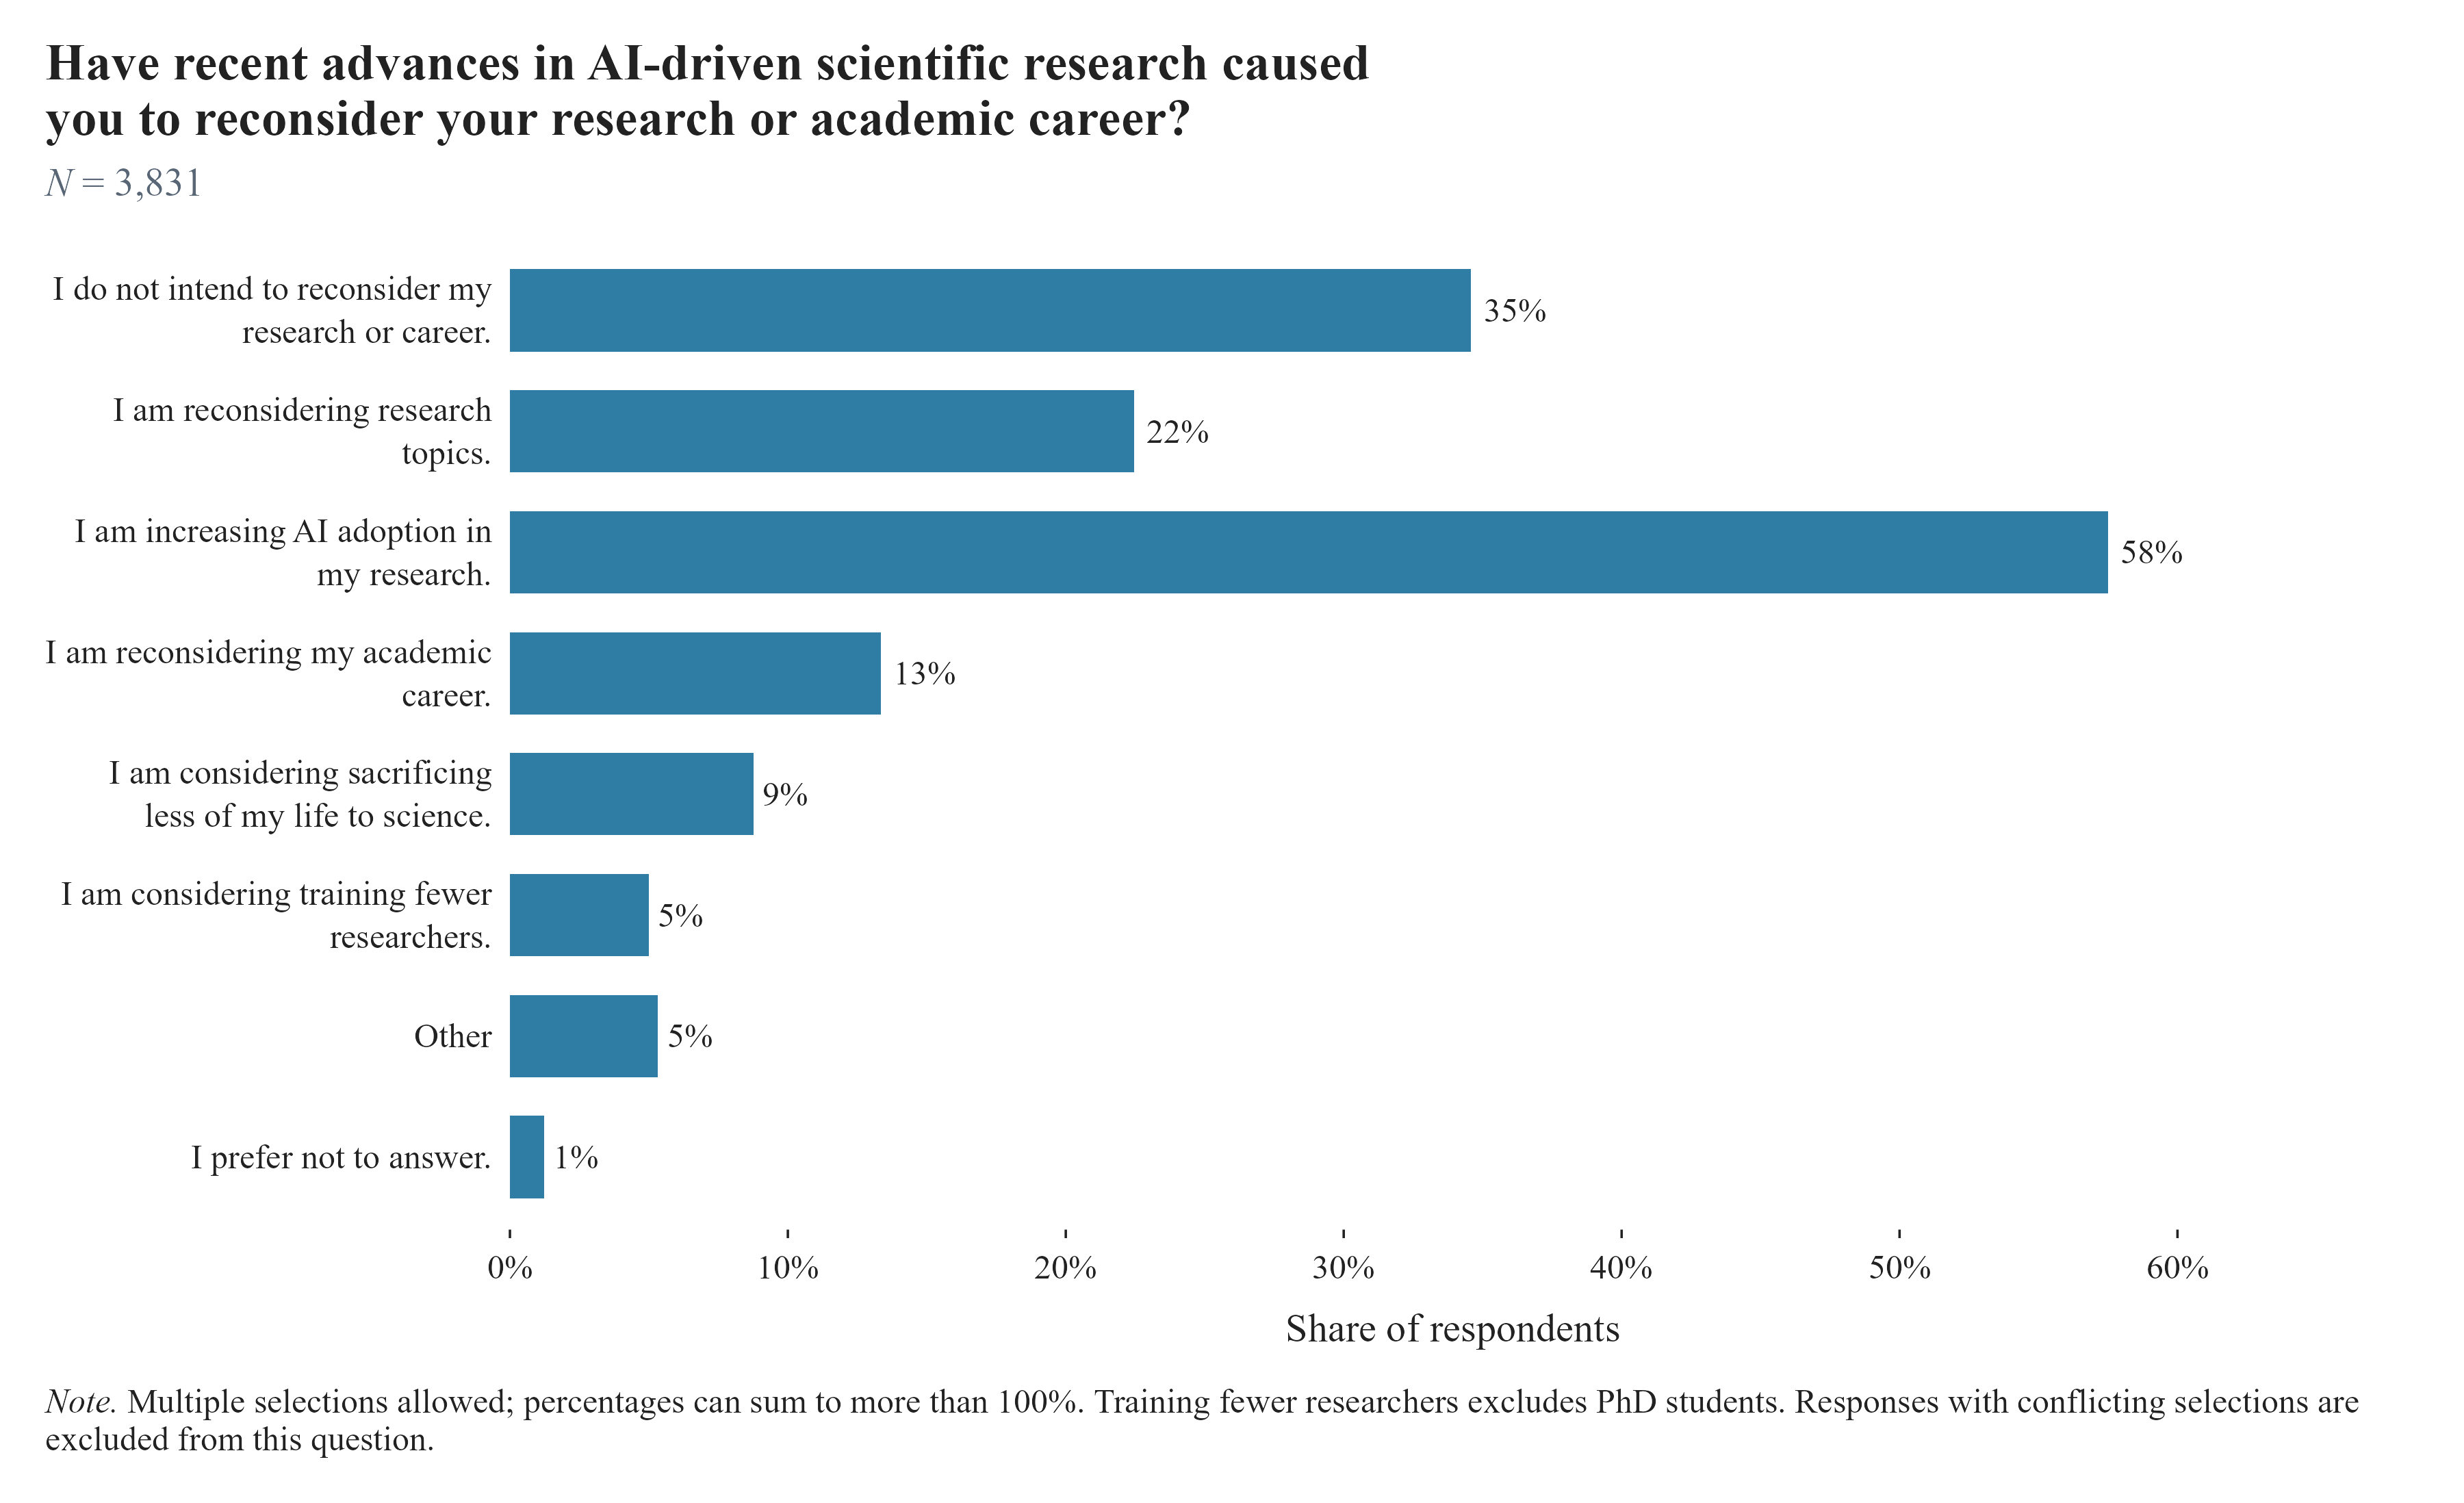 Have recent advances in AI-driven scientific research caused
you to reconsider your research or academic career?
N = 3,831
I do not intend to reconsider my
research or career.
35%
I am reconsidering research
topics.
22%
I am increasing AI adoption in
my research.
58%
I am reconsidering my academic
career.
13%
I am considering sacrificing
less of my life to science.
9%
I am considering training fewer
researchers.
5%
Other
5%
I prefer not to answer.
1%
0% 10% 20% 30% 40% 50% 60%
Share of respondents
Note. Multiple selections allowed; percentages can sum to more than 100%. Training fewer researchers excludes PhD students. Responses with conflicting selections are
excluded from this question.